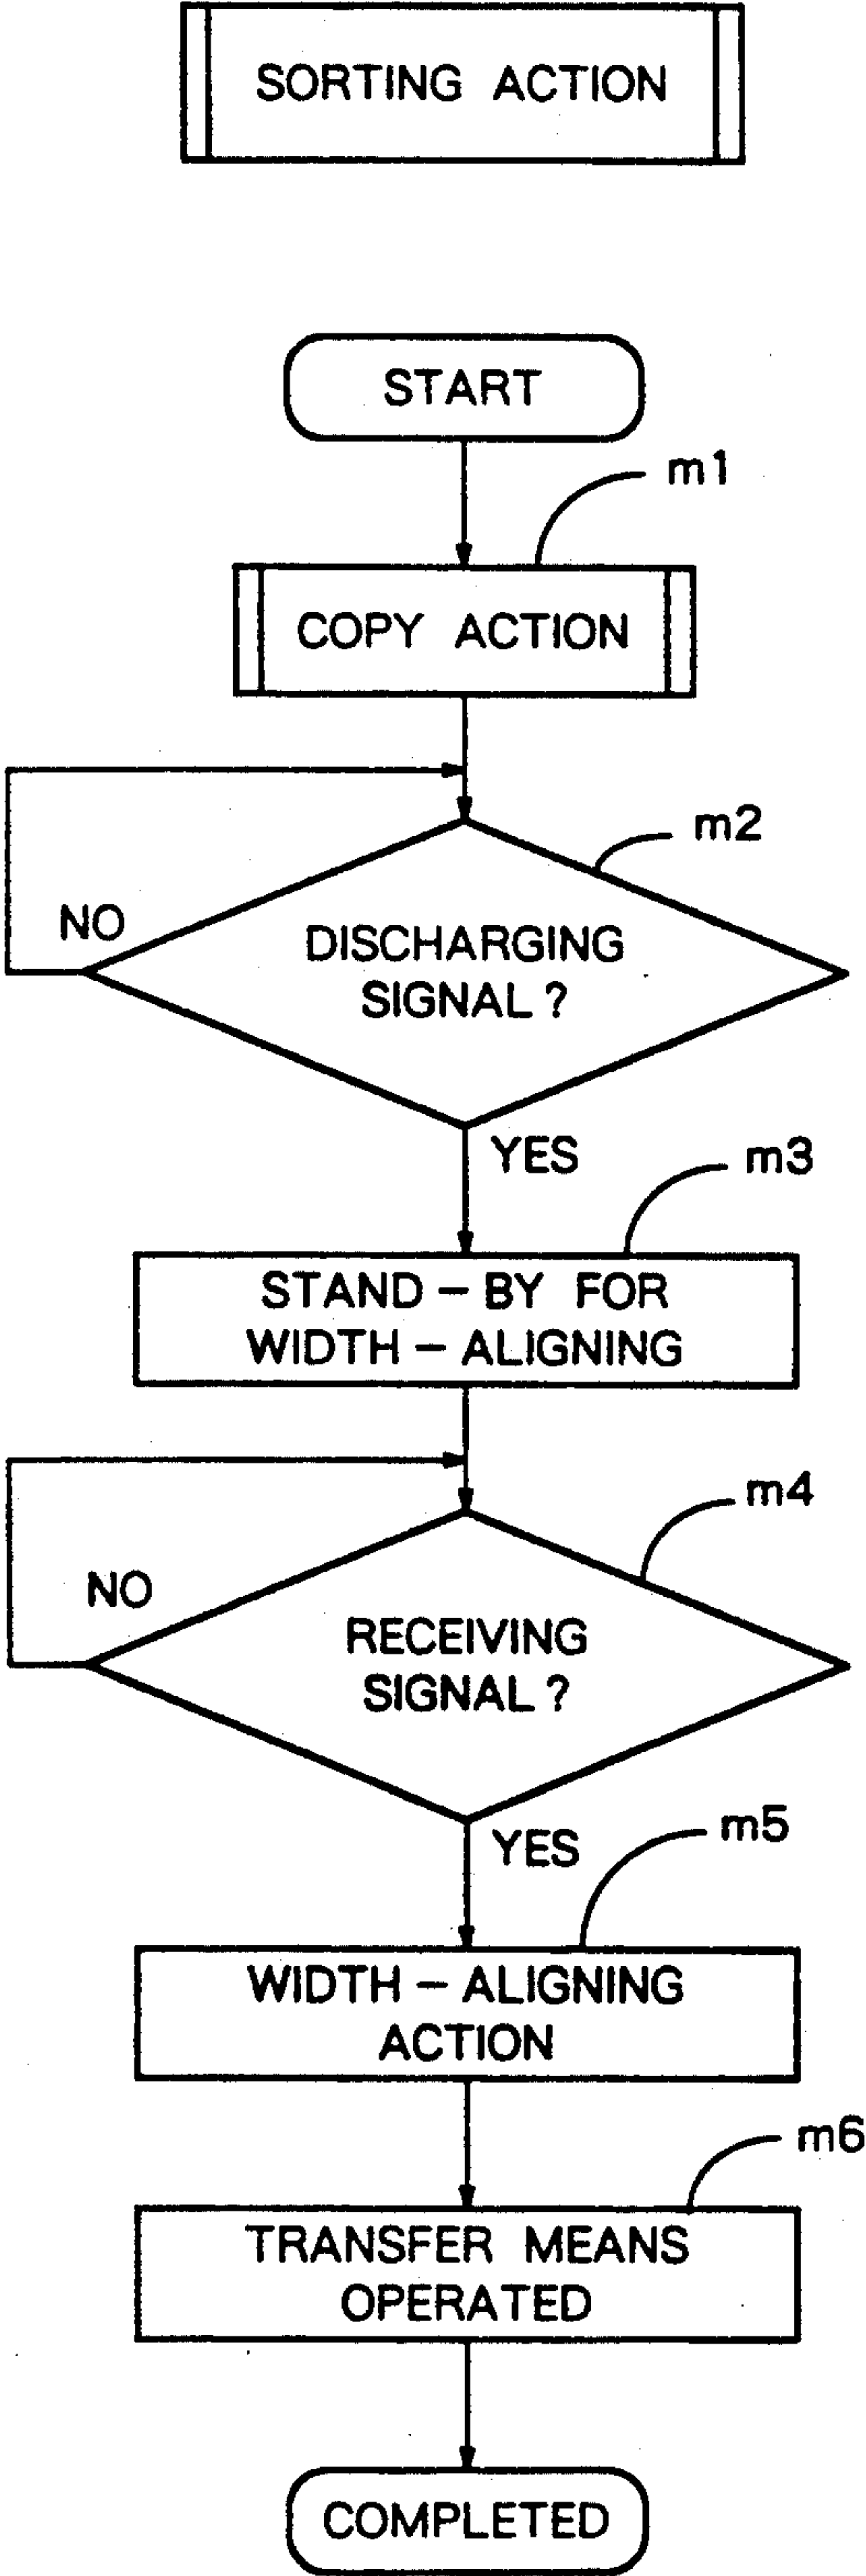 SORTING ACTION
START
m1
COPY ACTION
m2
NO
DISCHARGING
SIGNAL ?
YES
m3
STAND – BY FOR
WIDTH – ALIGNING
m4
NO
RECEIVING
SIGNAL ?
YES
m5
WIDTH – ALIGNING
ACTION
m6
TRANSFER MEANS
OPERATED
COMPLETED